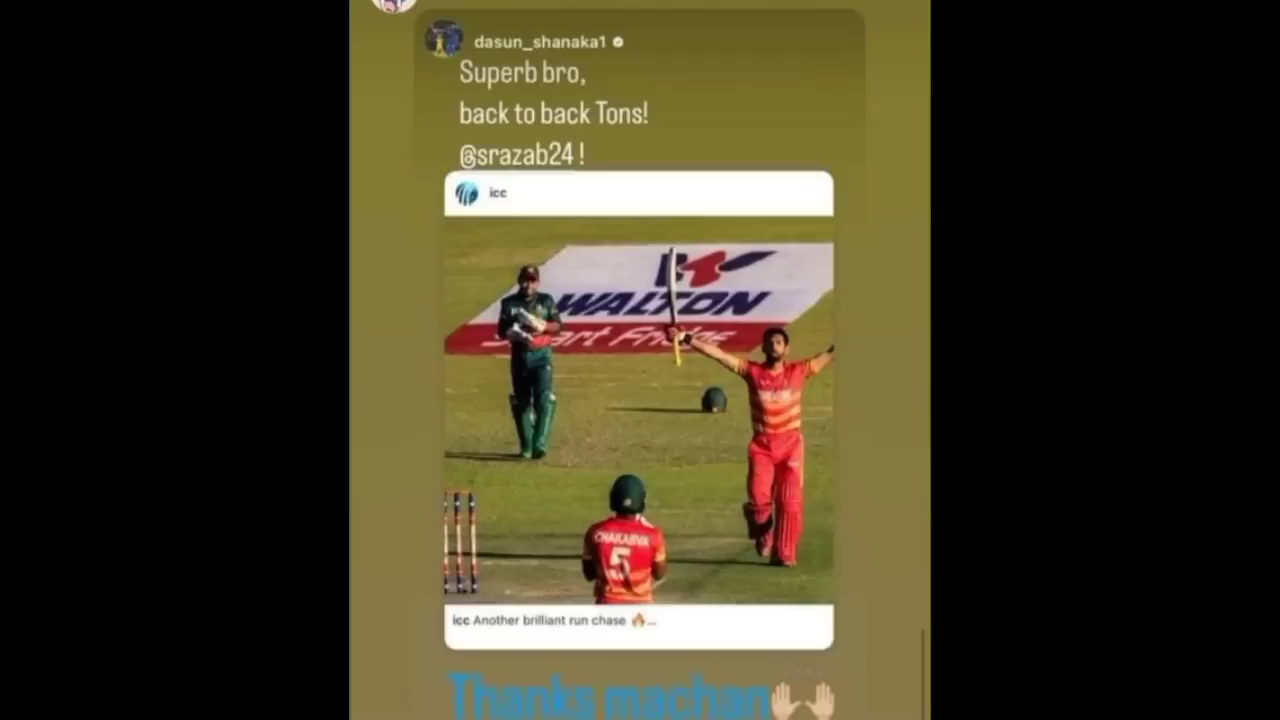 dasun_shanaka1
Superb bro,
back to back Tons!
@srazab24 !
icc
WALTON
Smart Fridge
CHAKABVA
5
icc Another brilliant run chase 🔥...
Thanks machan🙌🏼